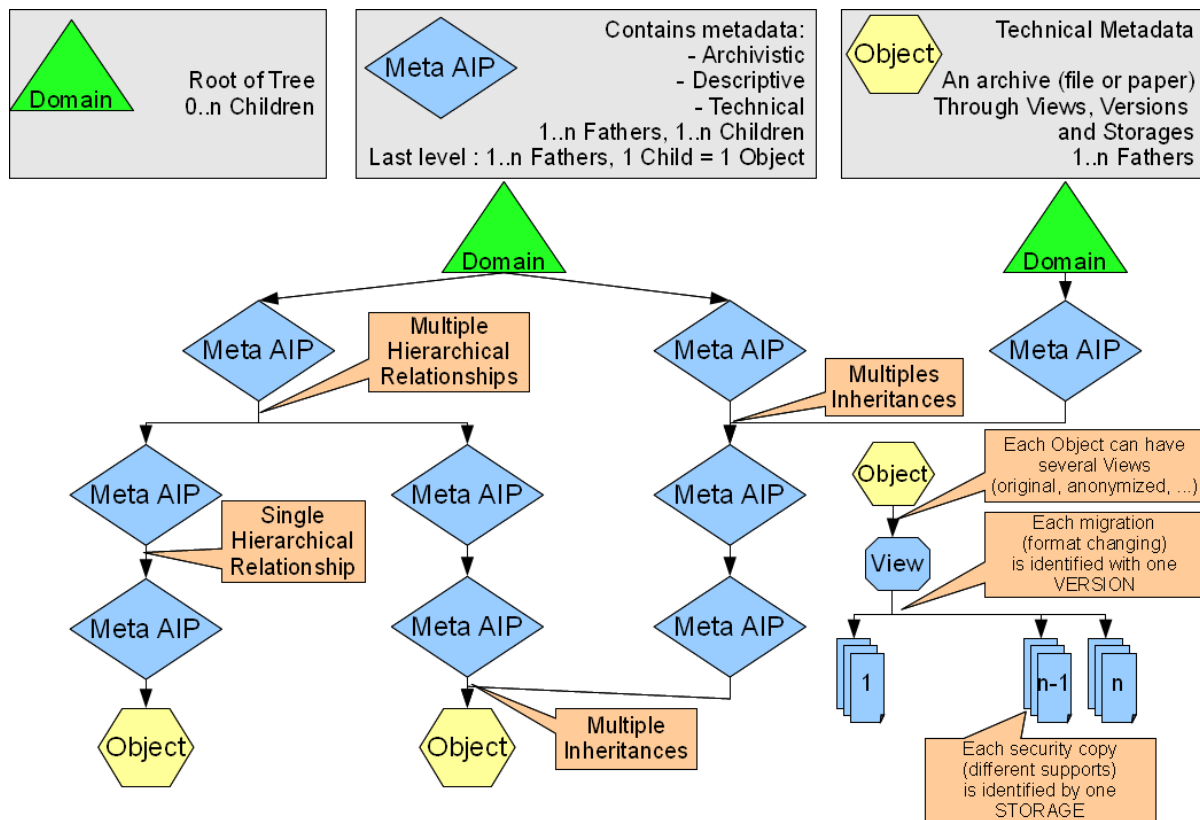 Domain
Root of Tree
0..n Children
Meta AIP
Contains metadata:
- Archivistic
- Descriptive
- Technical
1..n Fathers, 1..n Children
Last level : 1..n Fathers, 1 Child = 1 Object
Object
Technical Metadata
An archive (file or paper)
Through Views, Versions
and Storages
1..n Fathers
Domain
Domain
Meta AIP
Multiple
Hierarchical
Relationships
Meta AIP
Meta AIP
Multiples
Inheritances
Meta AIP
Meta AIP
Meta AIP
Object
Each Object can have
several Views
(original, anonymized, ...)
Single
Hierarchical
Relationship
View
Each migration
(format changing)
is identified with one
VERSION
Meta AIP
Meta AIP
Meta AIP
1
n-1
n
Object
Object
Multiple
Inheritances
Each security copy
(different supports)
is identified by one
STORAGE